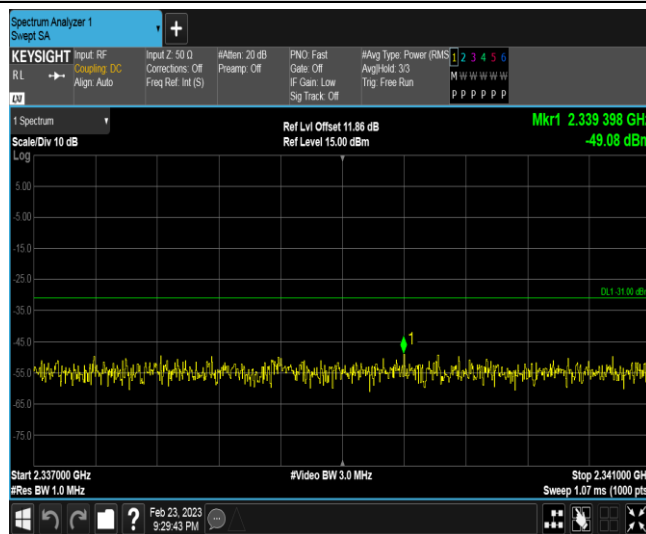 Spectrum Analyzer 1
Swept SA
+
KEYSIGHT
RL
LXI
Input: RF
Coupling: DC
Align: Auto
Input Z: 50 Ω
Corrections: Off
Freq Ref: Int (S)
#Atten: 20 dB
Preamp: Off
PNO: Fast
Gate: Off
IF Gain: Low
Sig Track: Off
#Avg Type: Power (RMS
Avg|Hold: 3/3
Trig: Free Run
1 2 3 4 5 6
M W W W W W
P P P P P P
1 Spectrum
Scale/Div 10 dB
Log
Ref Lvl Offset 11.86 dB
Ref Level 15.00 dBm
Mkr1 2.339 398 GH
-49.08 dBm
5.00
-5.00
-15.0
-25.0
DL1 -31.00 dB
-35.0
-45.0
1
-55.0
-65.0
-75.0
Start 2.337000 GHz
#Res BW 1.0 MHz
#Video BW 3.0 MHz
Stop 2.341000 GH
Sweep 1.07 ms (1000 pts
?
Feb 23, 2023
9:29:43 PM